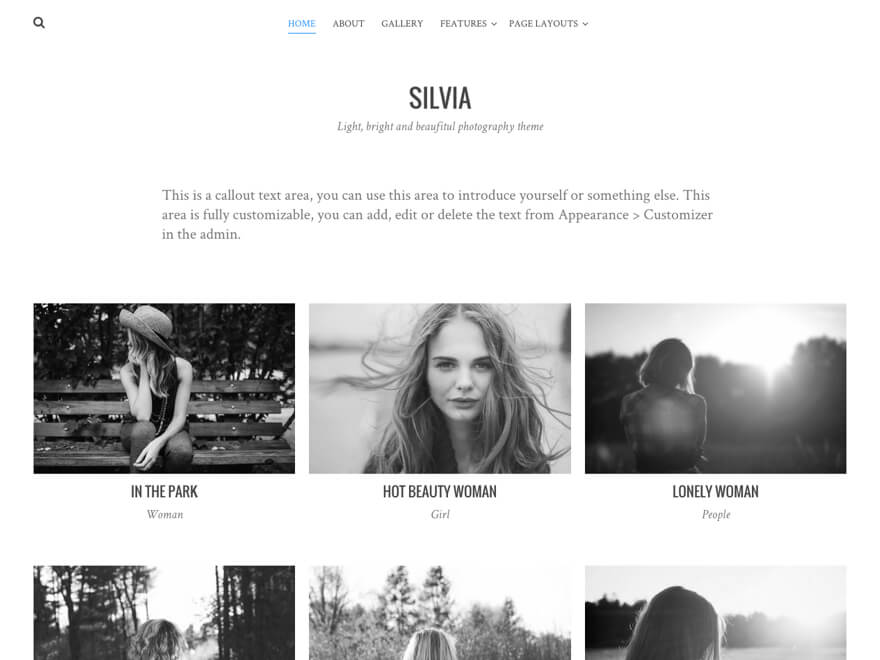 HOME ABOUT GALLERY FEATURES PAGE LAYOUTS
SILVIA
Light, bright and beaufitul photography theme
This is a callout text area, you can use this area to introduce yourself or something else. This
area is fully customizable, you can add, edit or delete the text from Appearance > Customizer
in the admin.
IN THE PARK
Woman
HOT BEAUTY WOMAN
Girl
LONELY WOMAN
People